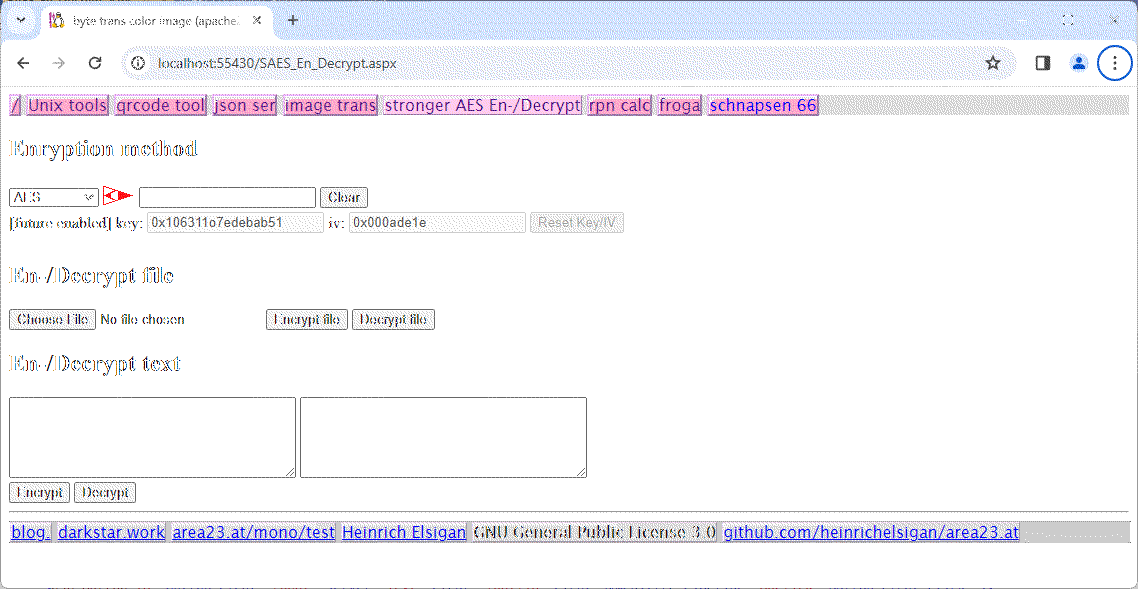 byte trans color image (apache.
localhost:55430/SAES_En_Decrypt.aspx
/ Unix tools qrcode tool json ser image trans stronger AES En-/Decrypt rpn calc froga schnapsen 66
Enryption method
AES Clear
[future enabled] key: 0x106311o7edebab51 iv: 0x000ade1e Reset Key/IV
En-/Decrypt file
Choose File No file chosen Encrypt file Decrypt file
En-/Decrypt text
Encrypt Decrypt
blog. darkstar.work area23.at/mono/test Heinrich Elsigan GNU General Public License 3.0 github.com/heinrichelsigan/area23.at